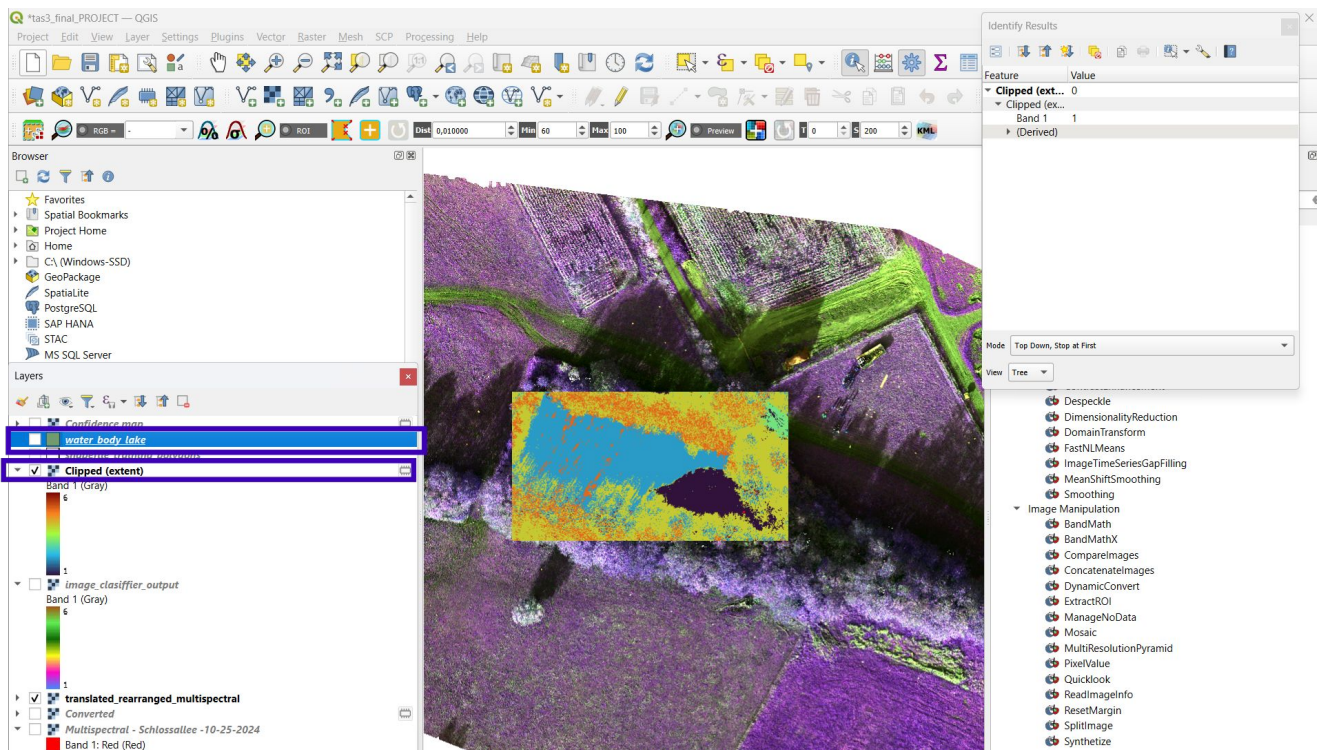 *tas3_final_PROJECT — QGIS
Project Edit View Layer Settings Plugins Vector Raster Mesh SCP Processing Help
RGB = - ROI Dist 0,010000 Min 60 Max 100 Preview T 0 S 200 KML
Browser
Favorites
Spatial Bookmarks
Project Home
Home
C:\ (Windows-SSD)
GeoPackage
SpatiaLite
PostgreSQL
SAP HANA
STAC
MS SQL Server
Layers
Confidence map
water_body_lake
Clipped (extent)
Band 1 (Gray)
6
1
image_clasiffier_output
Band 1 (Gray)
6
1
translated_rearranged_multispectral
Converted
Multispectral - Schlossallee -10-25-2024
Band 1: Red (Red)
Identify Results
Feature Value
Clipped (ext... 0
Clipped (ex...
Band 1 1
(Derived)
Mode Top Down, Stop at First
View Tree
Despeckle
DimensionalityReduction
DomainTransform
FastNLMeans
ImageTimeSeriesGapFilling
MeanShiftSmoothing
Smoothing
Image Manipulation
BandMath
BandMathX
CompareImages
ConcatenateImages
DynamicConvert
ExtractROI
ManageNoData
Mosaic
MultiResolutionPyramid
PixelValue
Quicklook
ReadImageInfo
ResetMargin
SplitImage
Synthetize